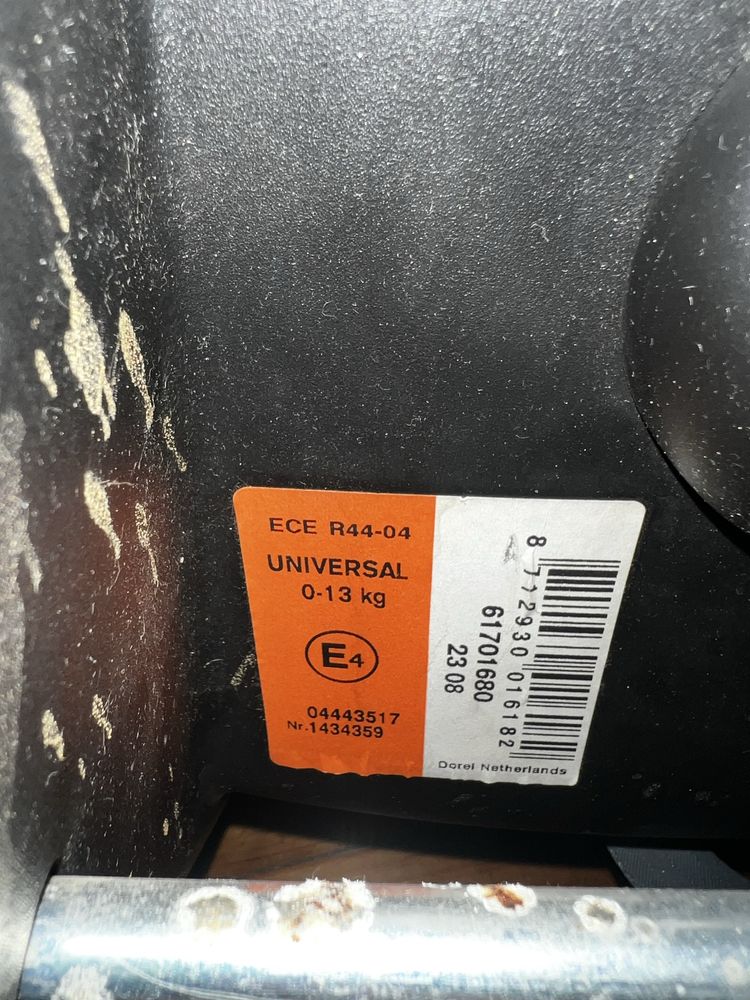 ECE R44-04
UNIVERSAL
0-13 kg
E4
04443517
Nr. 1434359
8 712930 016182
61701680
23 08
Dorel Netherlands